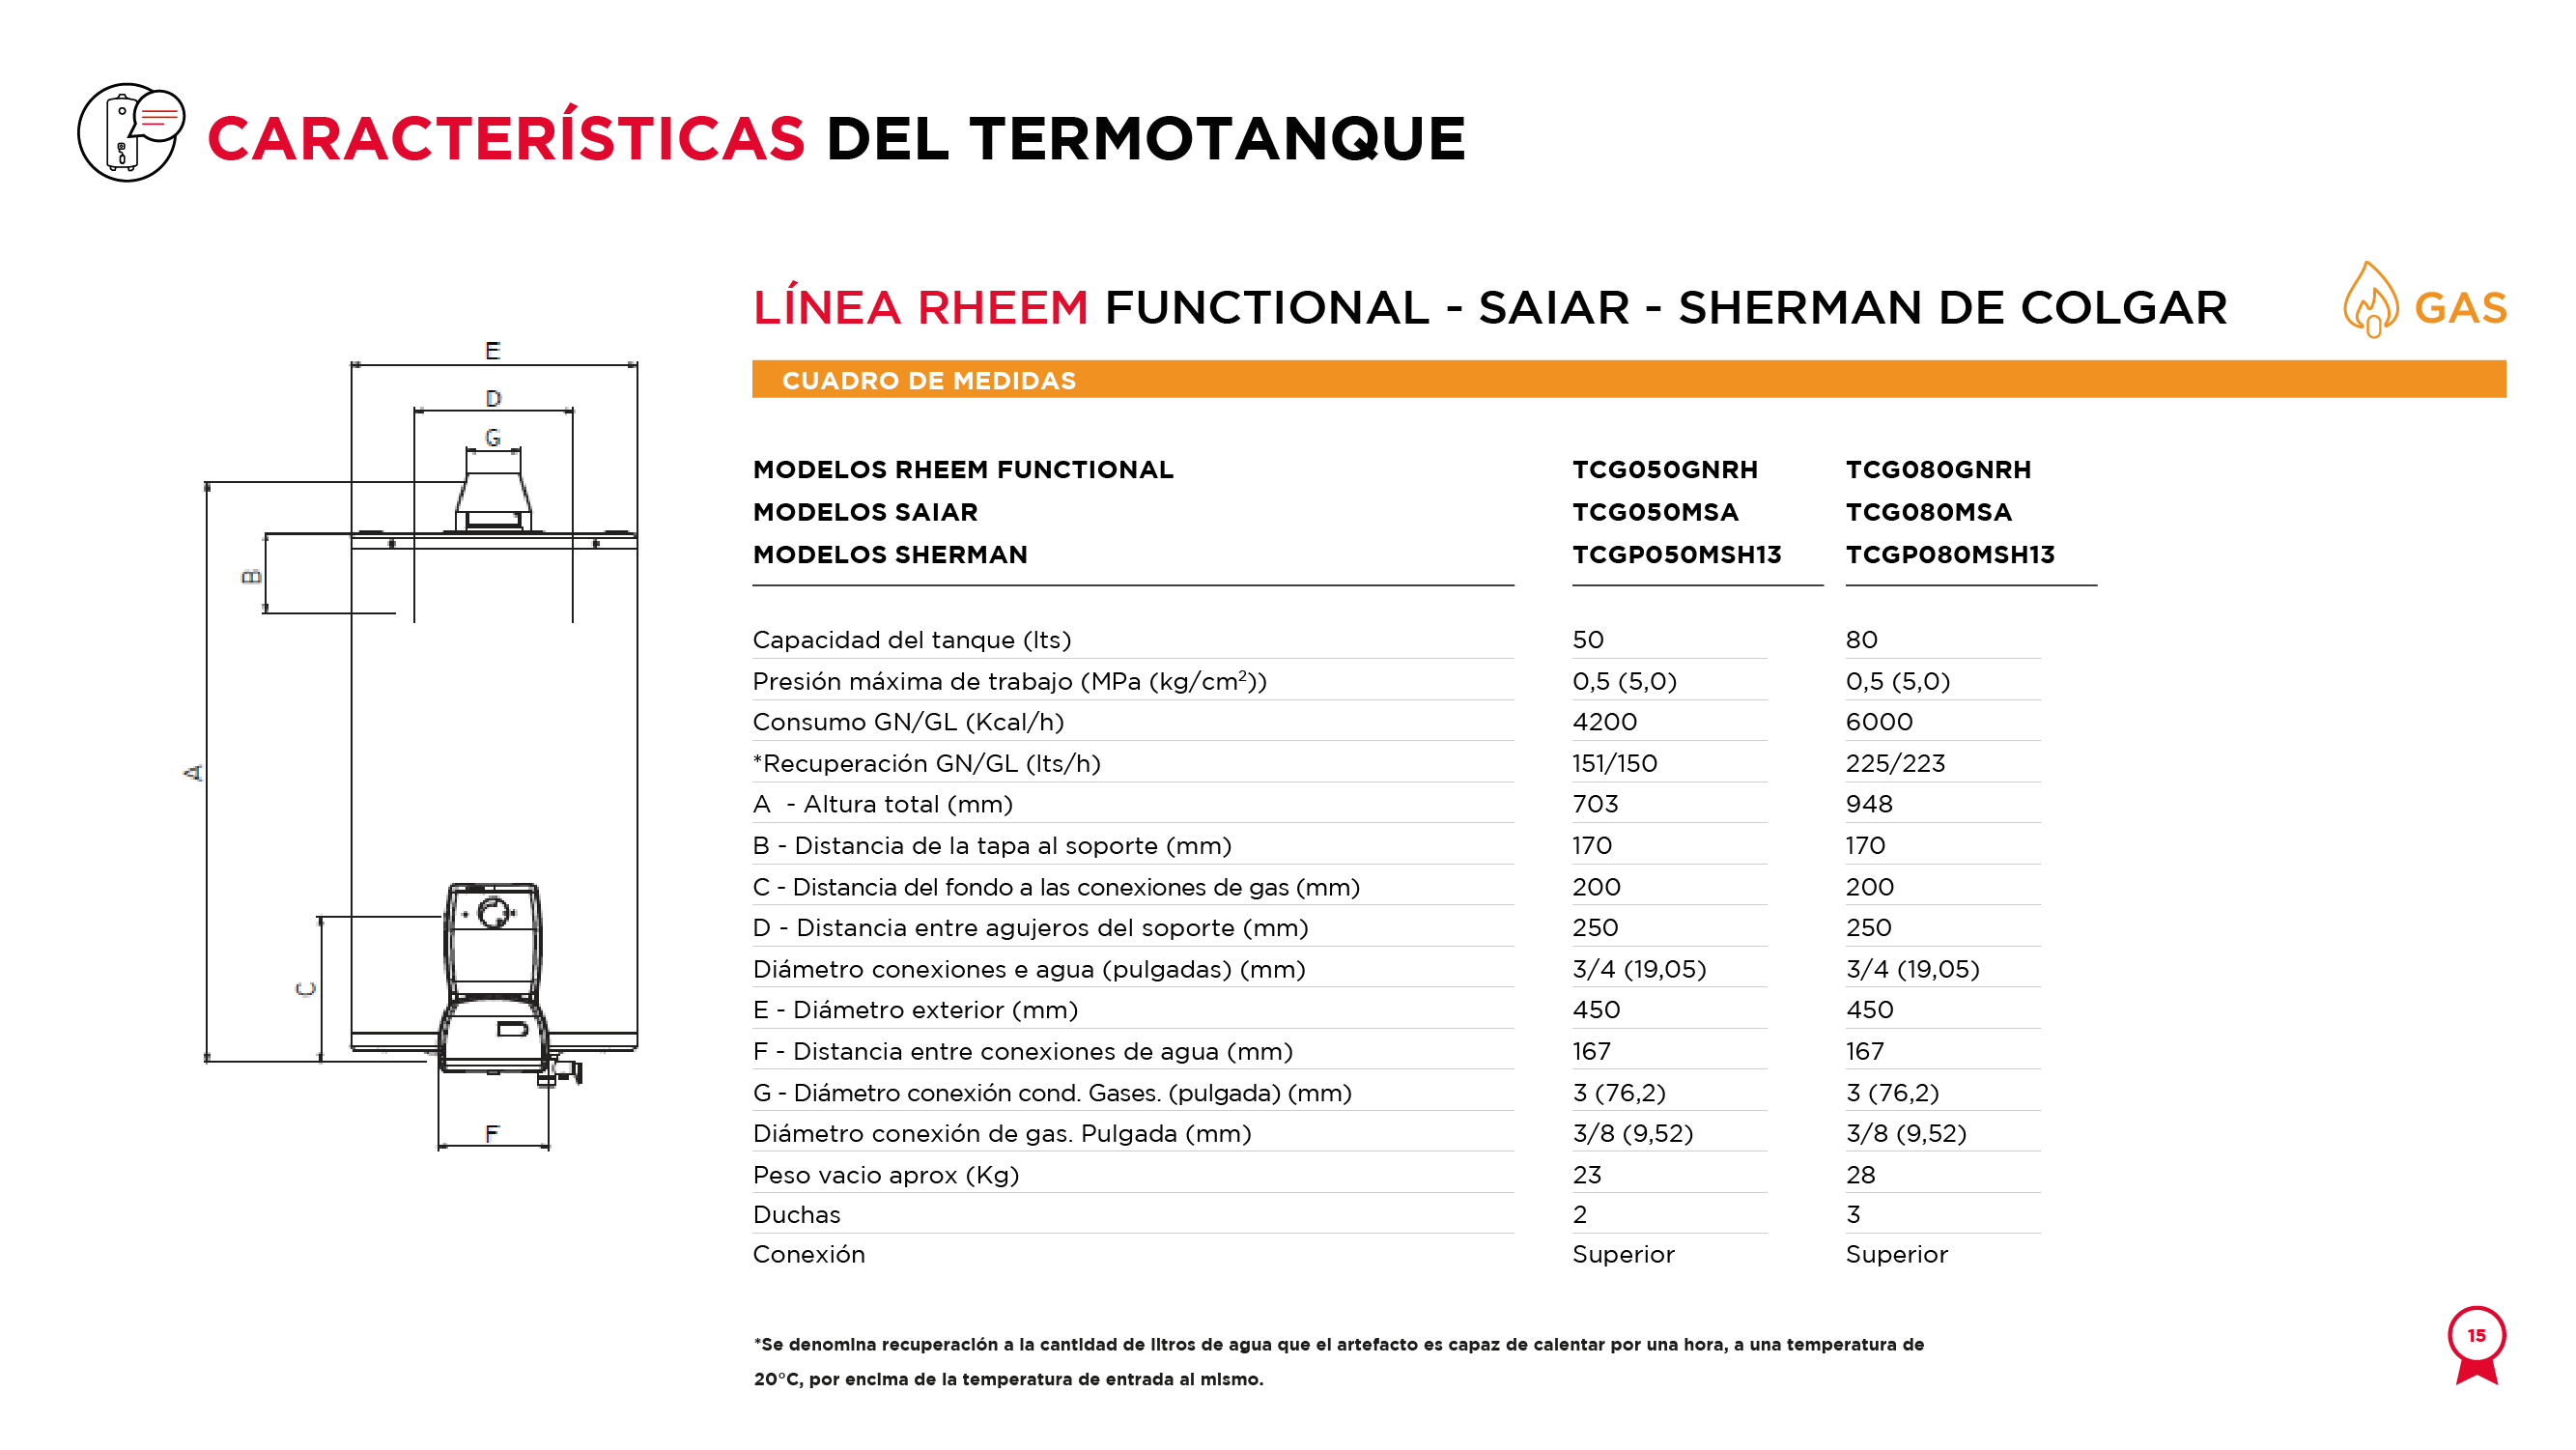 CARACTERÍSTICAS DEL TERMOTANQUE
LÍNEA RHEEM FUNCTIONAL - SAIAR - SHERMAN DE COLGAR
GAS
CUADRO DE MEDIDAS
MODELOS RHEEM FUNCTIONAL TCG050GNRH TCG080GNRH
MODELOS SAIAR TCG050MSA TCG080MSA
MODELOS SHERMAN TCGP050MSH13 TCGP080MSH13
Capacidad del tanque (lts) 50 80
Presión máxima de trabajo (MPa (kg/cm²)) 0,5 (5,0) 0,5 (5,0)
Consumo GN/GL (Kcal/h) 4200 6000
*Recuperación GN/GL (lts/h) 151/150 225/223
A - Altura total (mm) 703 948
B - Distancia de la tapa al soporte (mm) 170 170
C - Distancia del fondo a las conexiones de gas (mm) 200 200
D - Distancia entre agujeros del soporte (mm) 250 250
Diámetro conexiones e agua (pulgadas) (mm) 3/4 (19,05) 3/4 (19,05)
E - Diámetro exterior (mm) 450 450
F - Distancia entre conexiones de agua (mm) 167 167
G - Diámetro conexión cond. Gases. (pulgada) (mm) 3 (76,2) 3 (76,2)
Diámetro conexión de gas. Pulgada (mm) 3/8 (9,52) 3/8 (9,52)
Peso vacio aprox (Kg) 23 28
Duchas 2 3
Conexión Superior Superior
*Se denomina recuperación a la cantidad de litros de agua que el artefacto es capaz de calentar por una hora, a una temperatura de
20°C, por encima de la temperatura de entrada al mismo.
E
D
G
B
A
C
F
15